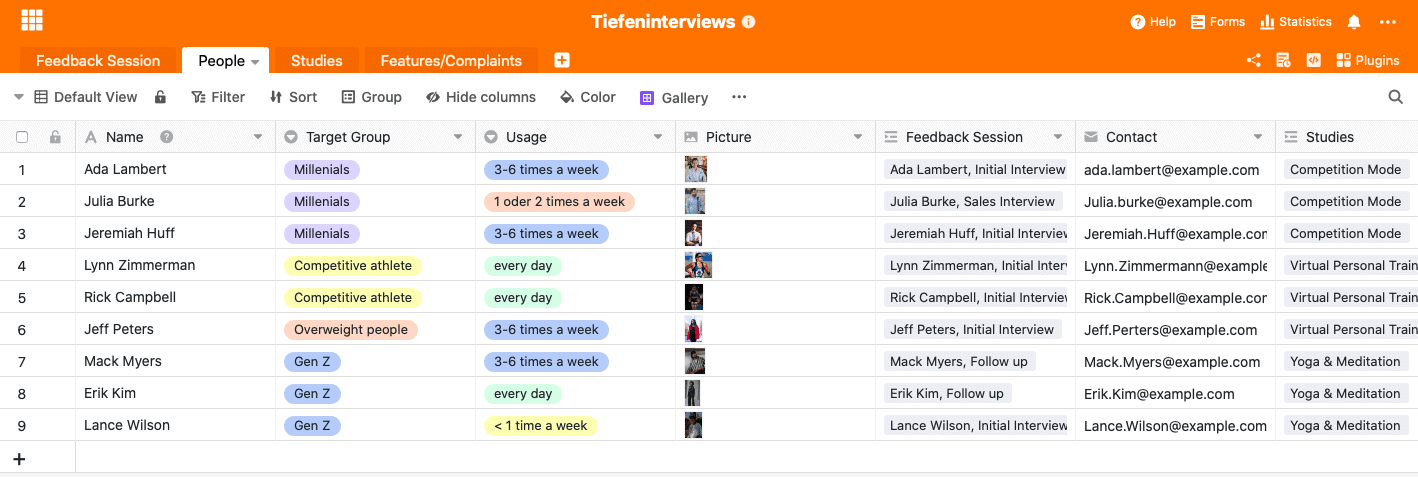 Tiefeninterviews
Help Forms Statistics
Feedback Session People Studies Features/Complaints
Plugins
Default View Filter Sort Group Hide columns Color Gallery
Name Target Group Usage Picture Feedback Session Contact Studies
1 Ada Lambert Millenials 3-6 times a week Ada Lambert, Initial Interview ada.lambert@example.com Competition Mode
2 Julia Burke Millenials 1 oder 2 times a week Julia Burke, Sales Interview Julia.burke@example.com Competition Mode
3 Jeremiah Huff Millenials 3-6 times a week Jeremiah Huff, Initial Interview Jeremiah.Huff@example.com Competition Mode
4 Lynn Zimmerman Competitive athlete every day Lynn Zimmerman, Initial Inter Lynn.Zimmermann@example Virtual Personal Train
5 Rick Campbell Competitive athlete every day Rick Campbell, Initial Interview Rick.Campbell@example.com Virtual Personal Train
6 Jeff Peters Overweight people 3-6 times a week Jeff Peters, Initial Interview Jeff.Perters@example.com Virtual Personal Train
7 Mack Myers Gen Z 3-6 times a week Mack Myers, Follow up Mack.Myers@example.com Yoga & Meditation
8 Erik Kim Gen Z every day Erik Kim, Follow up Erik.Kim@example.com Yoga & Meditation
9 Lance Wilson Gen Z < 1 time a week Lance Wilson, Initial Interview Lance.Wilson@example.com Yoga & Meditation